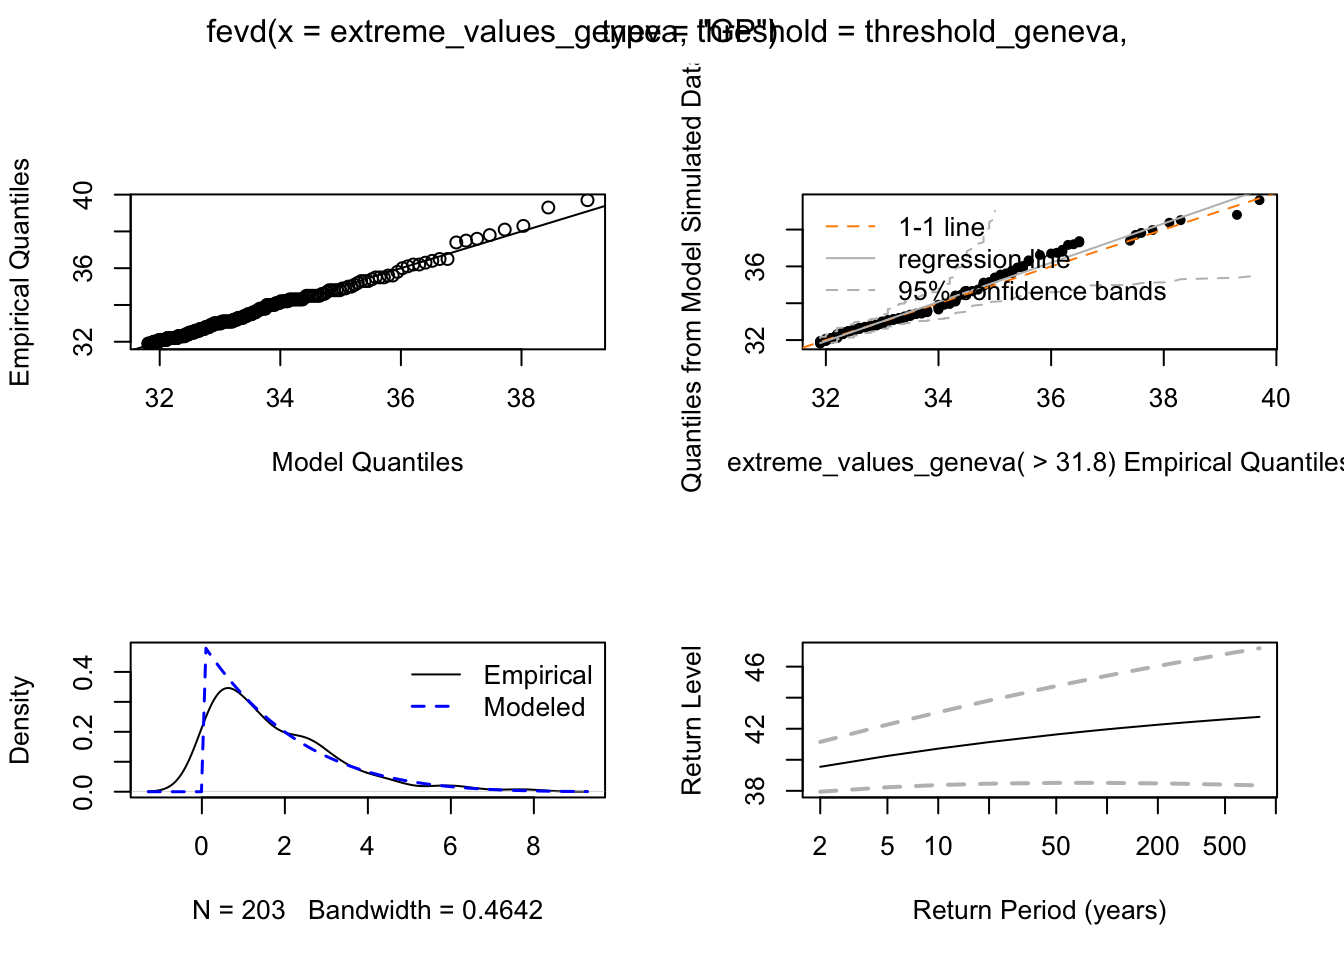 fevd(x = extreme_values_geneva, threshold = threshold_geneva,
type = "GP")
Empirical Quantiles
32 36 40
32 34 36 38
Model Quantiles
Quantiles from Model Simulated Data
32 36
1-1 line
regression line
95% confidence bands
32 34 36 38 40
extreme_values_geneva( > 31.8) Empirical Quantiles
Density
0.0 0.2 0.4
Empirical
Modeled
0 2 4 6 8
N = 203 Bandwidth = 0.4642
Return Level
38 42 46
2 5 10 50 200 500
Return Period (years)